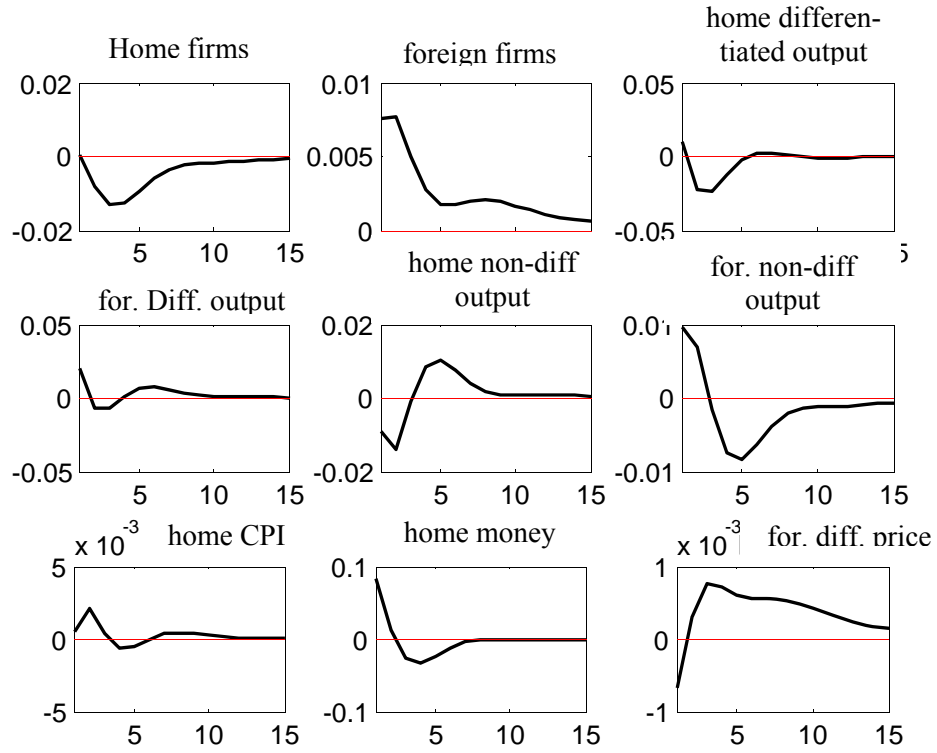 home differen-
Home firms foreign firms tiated output
0.02 0.01 0.05
0 0.005 0
-0.02 0 -0.05
5 10 15 5
home non-diff for. non-diff
for. Diff. output output output
0.05 0.02 0.01
0 0 0
-0.05 -0.02 -0.01
5 10 15 5 10 15 5 10 15
x 10⁻³ home CPI home money x 10⁻³ for. diff. price
5 0.1 1
0 0 0
-5 -0.1 -1
5 10 15 5 10 15 5 10 15